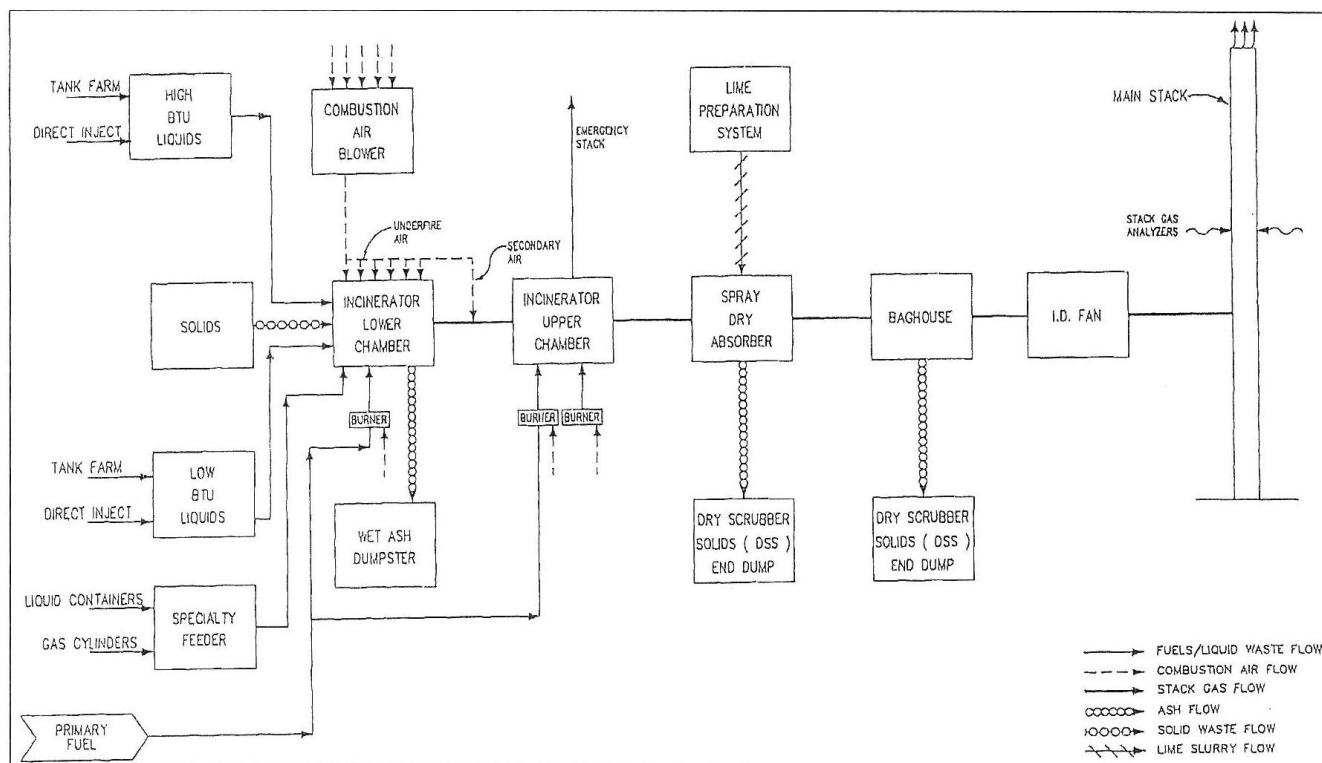 TANK FARM
DIRECT INJECT
HIGH
BTU
LIQUIDS
COMBUSTION
AIR
BLOWER
EMERGENCY
STACK
LIME
PREPARATION
SYSTEM
MAIN STACK
UNDERFIRE
AIR
SECONDARY
AIR
STACK GAS
ANALYZERS
SOLIDS
INCINERATOR
LOWER
CHAMBER
INCINERATOR
UPPER
CHAMBER
SPRAY
DRY
ABSORBER
BAGHOUSE
I.D. FAN
BURNER
BURNER
BURNER
TANK FARM
DIRECT INJECT
LOW
BTU
LIQUIDS
WET ASH
DUMPSTER
DRY SCRUBBER
SOLIDS ( DSS )
END DUMP
DRY SCRUBBER
SOLIDS ( DSS )
END DUMP
LIQUID CONTAINERS
GAS CYLINDERS
SPECIALTY
FEEDER
PRIMARY
FUEL
FUELS/LIQUID WASTE FLOW
COMBUSTION AIR FLOW
STACK GAS FLOW
ASH FLOW
SOLID WASTE FLOW
LIME SLURRY FLOW